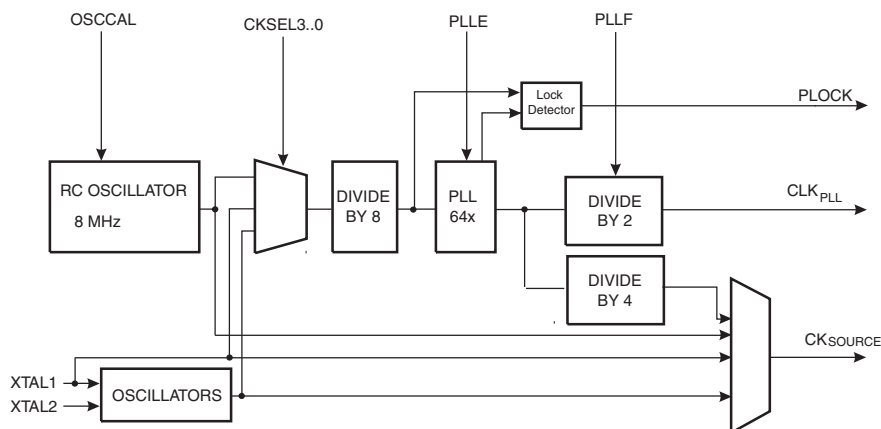 OSCCAL
CKSEL3..0
PLLE
PLLF
Lock
Detector
PLOCK
RC OSCILLATOR
8 MHz
DIVIDE
BY 8
PLL
64x
DIVIDE
BY 2
CLKPLL
DIVIDE
BY 4
CKSOURCE
XTAL1
XTAL2
OSCILLATORS